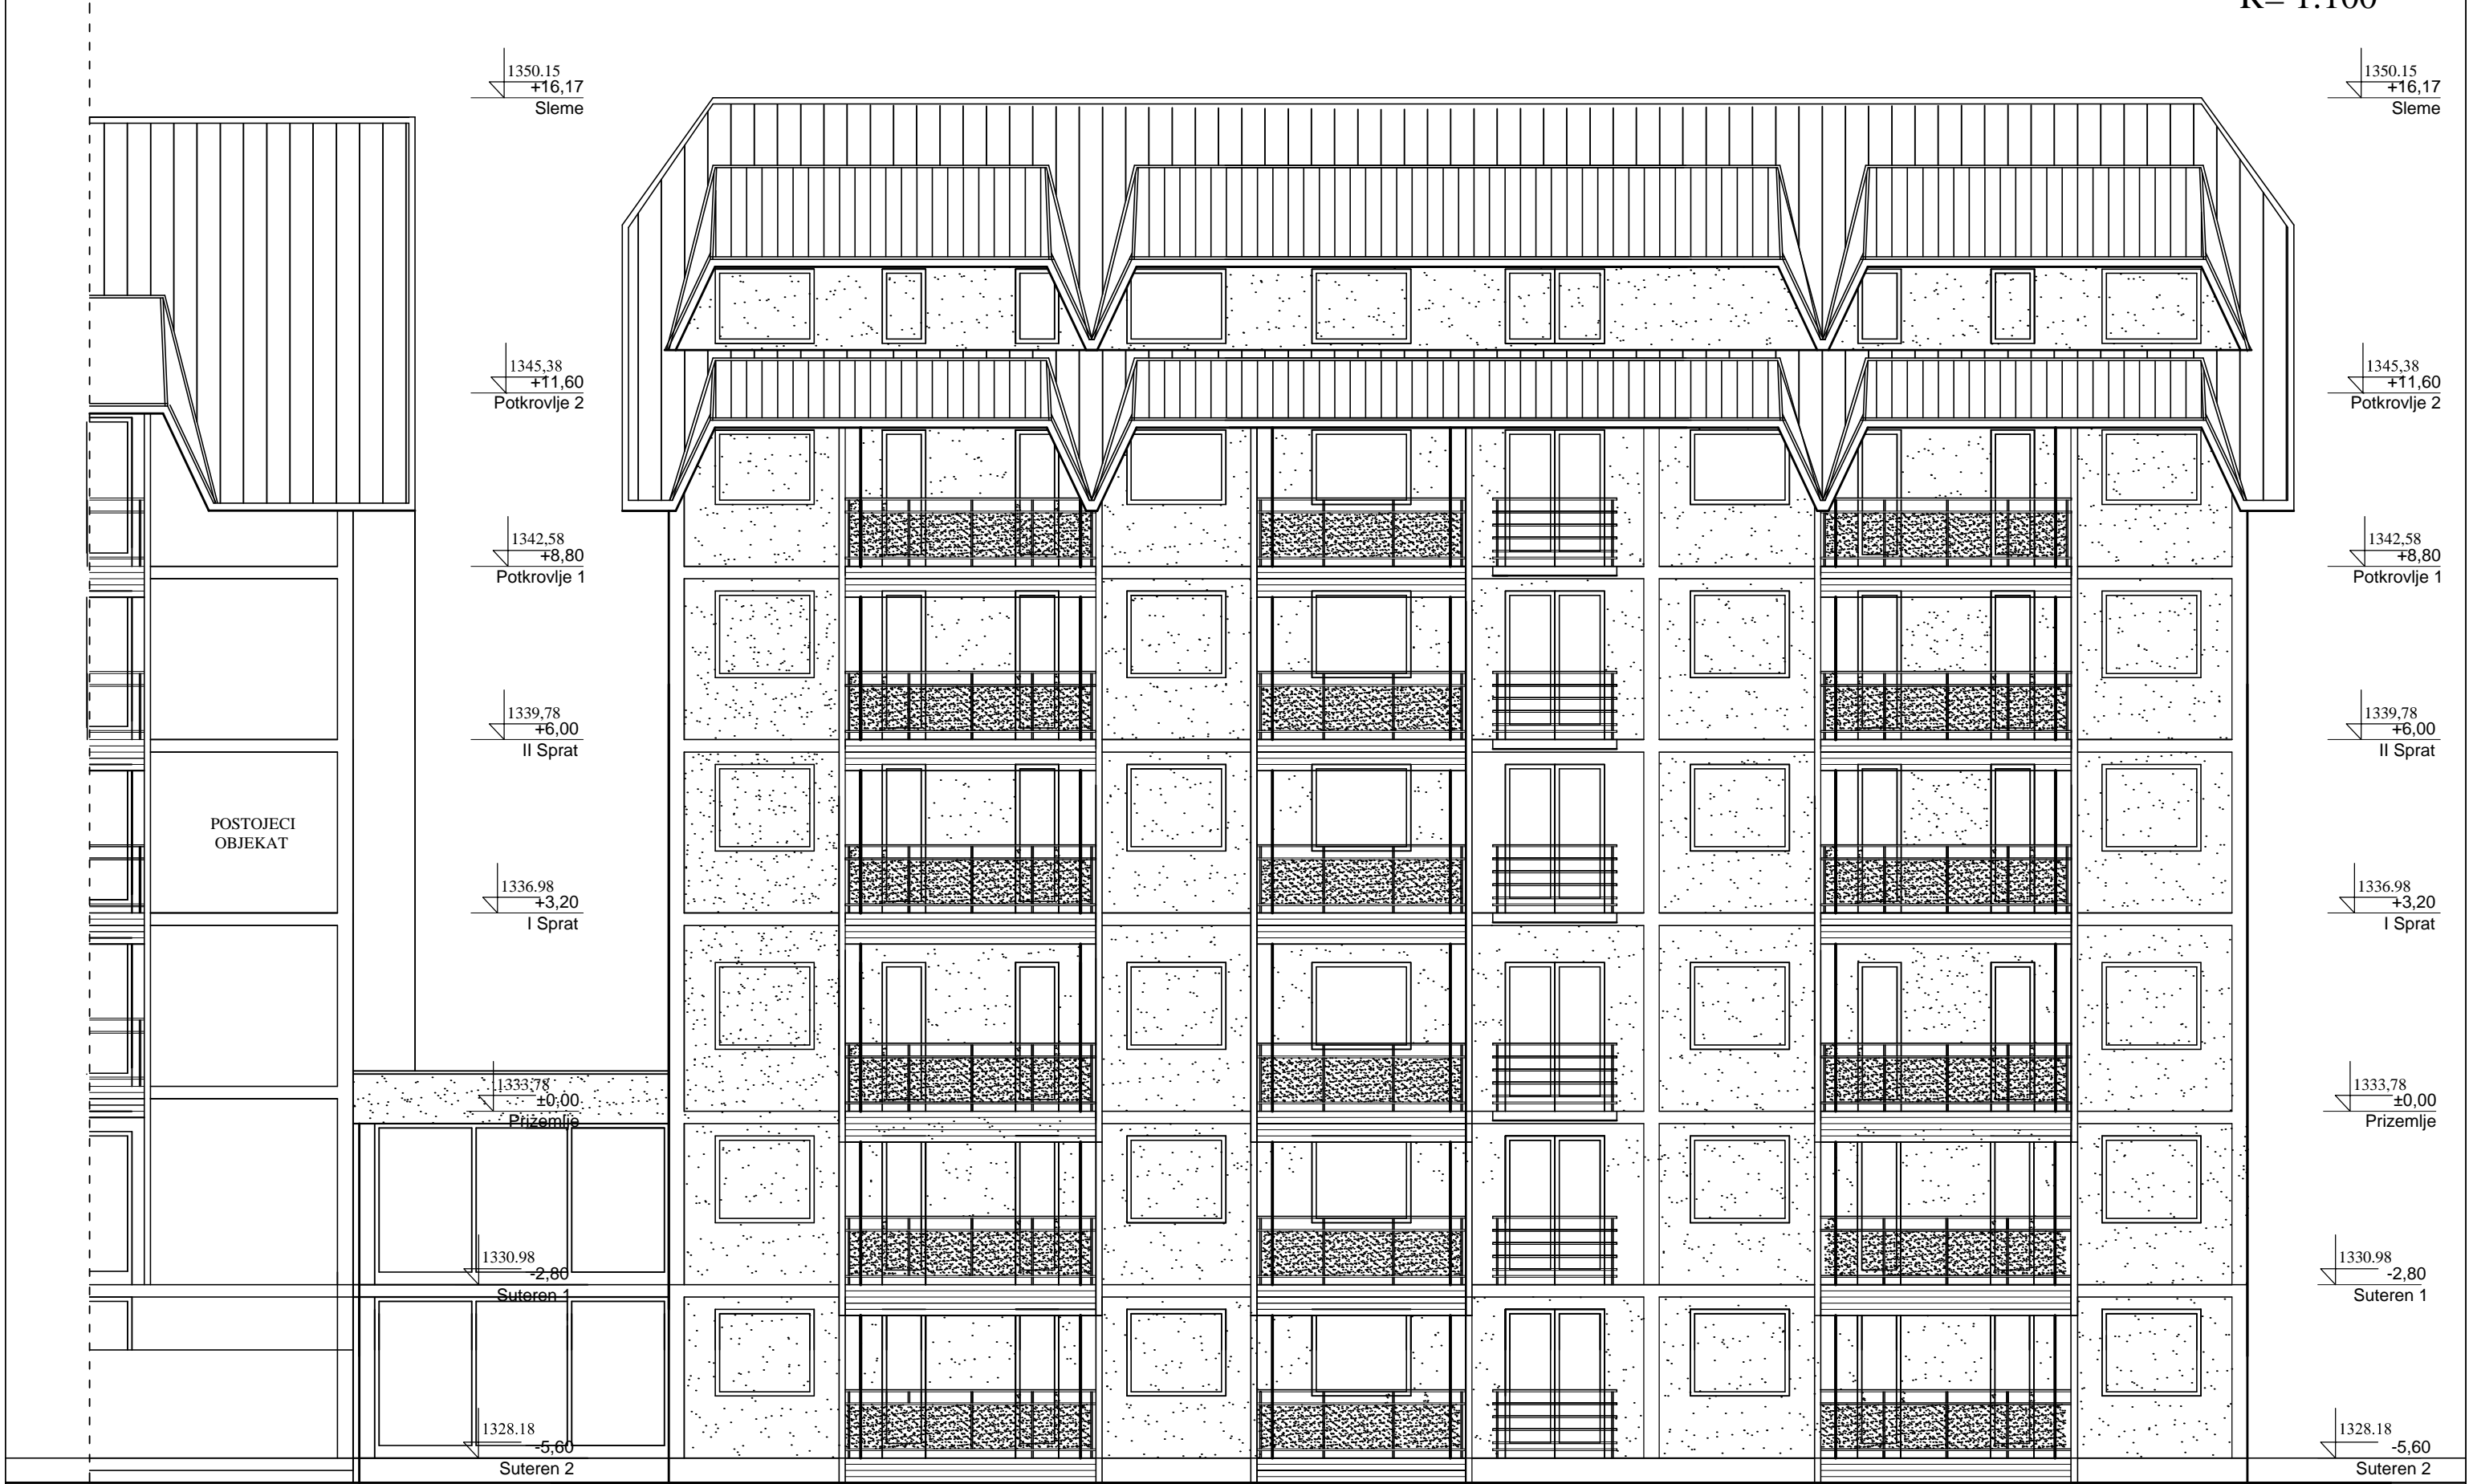 R= 1:100
1350.15
+16,17
Sleme
1350.15
+16,17
Sleme
1345,38
+11,60
Potkrovlje 2
1345,38
+11,60
Potkrovlje 2
1342,58
+8,80
Potkrovlje 1
1342,58
+8,80
Potkrovlje 1
1339,78
+6,00
II Sprat
1339,78
+6,00
II Sprat
POSTOJECI
OBJEKAT
1336.98
+3,20
I Sprat
1336.98
+3,20
I Sprat
1333,78
±0,00
Prizemlje
1333,78
±0,00
Prizemlje
1330.98
-2,80
Suteren 1
1330.98
-2,80
Suteren 1
1328.18
-5,60
Suteren 2
1328.18
-5,60
Suteren 2